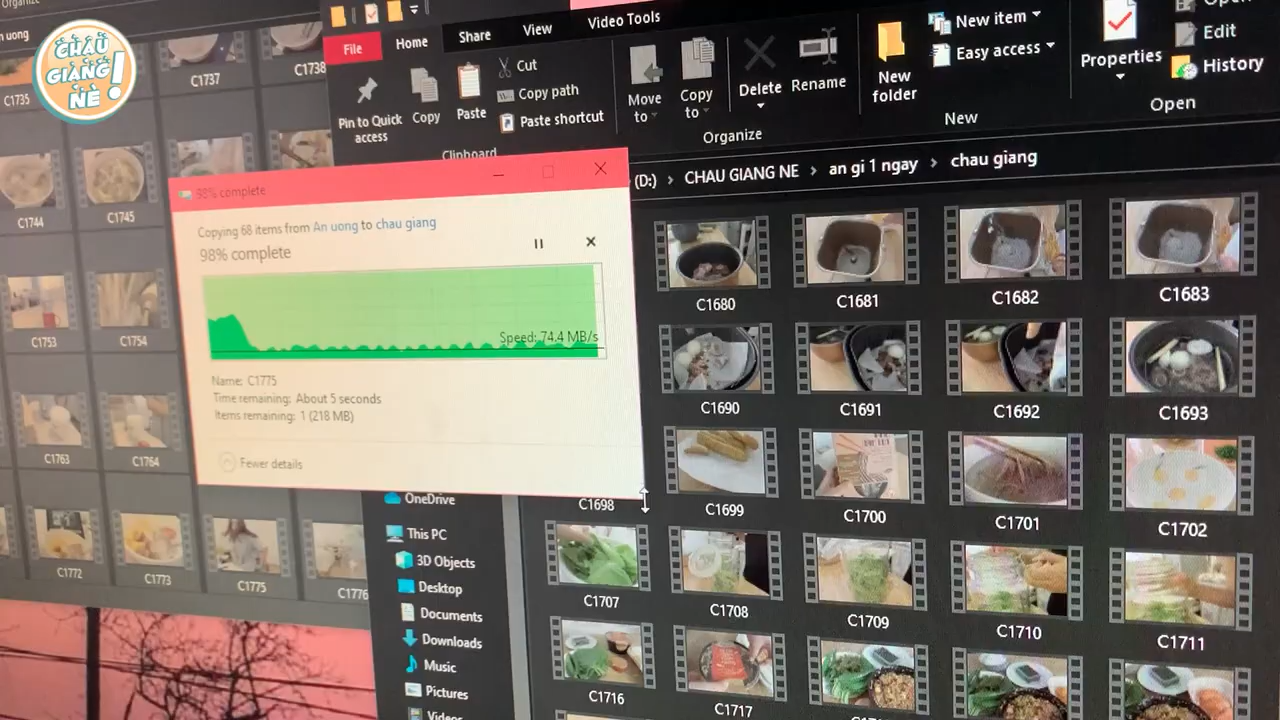 CHÂU
GIANG
NÈ!
uong
C1735
C1737
C1738
C1744
C1745
C1753
C1754
C1763
C1764
C1772
C1773
C1775
C1776
File
Home
Share
View
Video Tools
Pin to Quick
access
Copy
Paste
Cut
Copy path
Paste shortcut
Clipboard
Move
to
Copy
to
Delete
Rename
Organize
New
folder
New item
Easy access
New
Properties
Edit
History
Open
(D:) > CHAU GIANG NE > an gi 1 ngay > chau giang
98% complete
Copying 68 items from An uong to chau giang
98% complete
Speed: 74.4 MB/s
Name: C1775
Time remaining: About 5 seconds
Items remaining: 1 (218 MB)
Fewer details
OneDrive
This PC
3D Objects
Desktop
Documents
Downloads
Music
Pictures
Videos
C1680
C1681
C1682
C1683
C1690
C1691
C1692
C1693
C1698
C1699
C1700
C1701
C1702
C1707
C1708
C1709
C1710
C1711
C1716
C1717